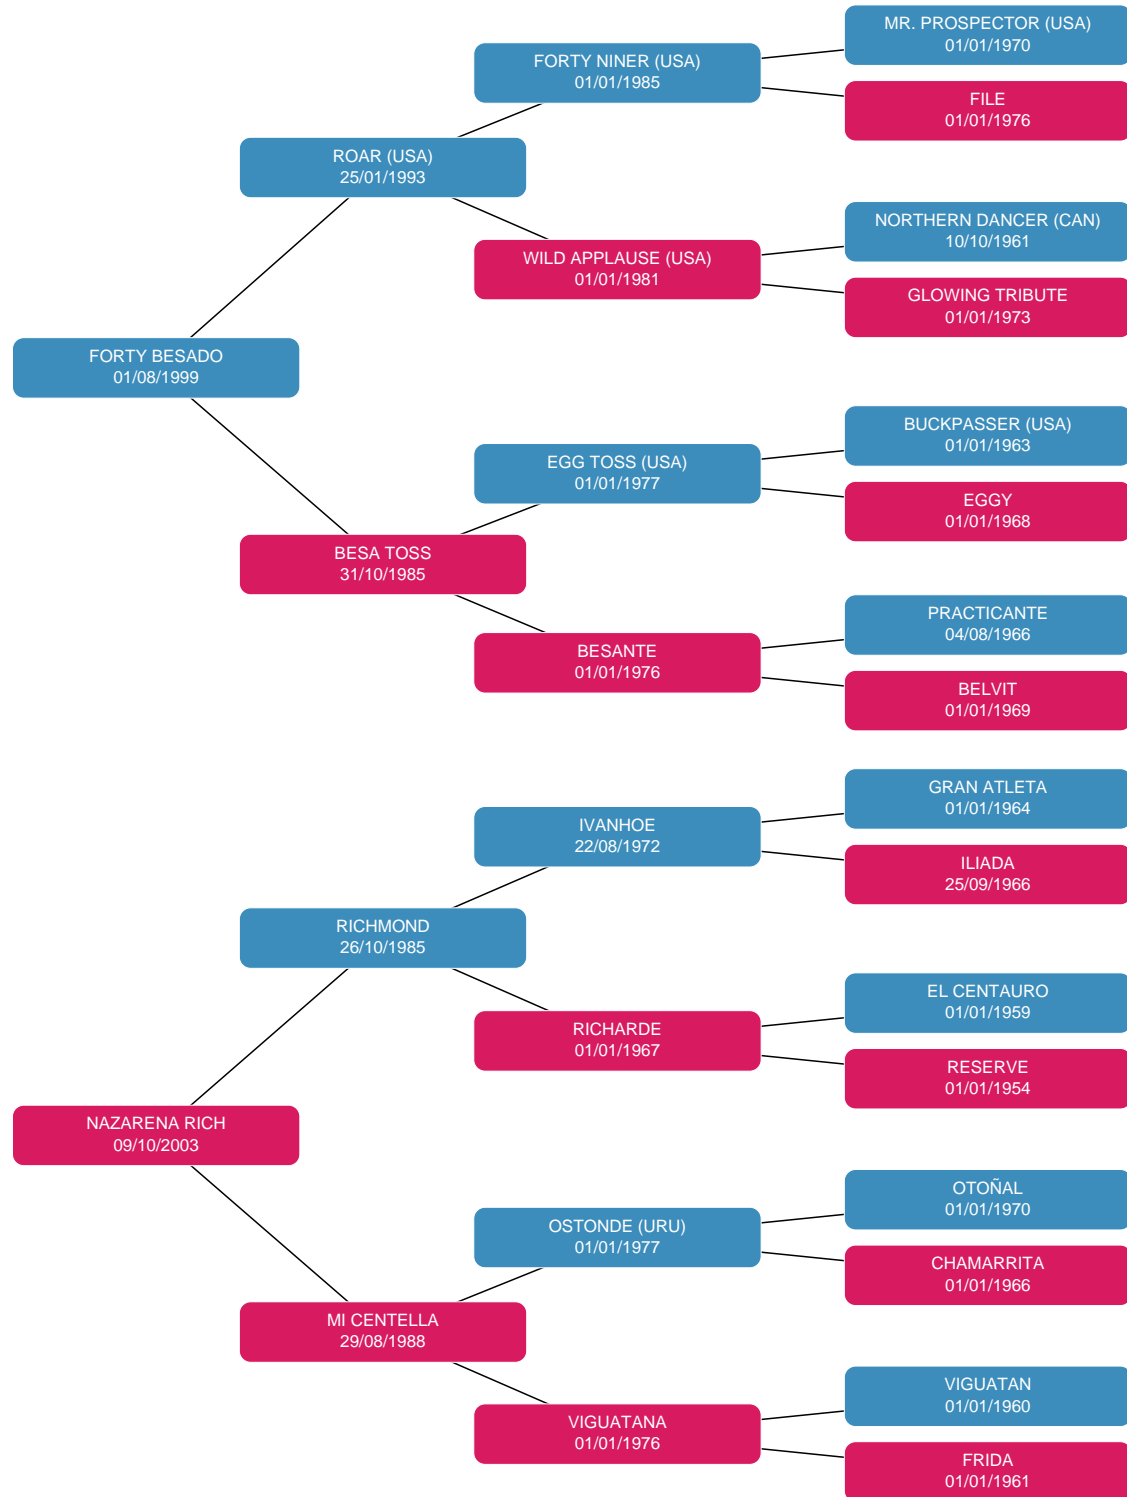 MR. PROSPECTOR (USA)
01/01/1970
FORTY NINER (USA)
01/01/1985
FILE
01/01/1976
ROAR (USA)
25/01/1993
NORTHERN DANCER (CAN)
10/10/1961
WILD APPLAUSE (USA)
01/01/1981
GLOWING TRIBUTE
01/01/1973
FORTY BESADO
01/08/1999
BUCKPASSER (USA)
01/01/1963
EGG TOSS (USA)
01/01/1977
EGGY
01/01/1968
BESA TOSS
31/10/1985
PRACTICANTE
04/08/1966
BESANTE
01/01/1976
BELVIT
01/01/1969
GRAN ATLETA
01/01/1964
IVANHOE
22/08/1972
ILIADA
25/09/1966
RICHMOND
26/10/1985
EL CENTAURO
01/01/1959
RICHARDE
01/01/1967
RESERVE
01/01/1954
NAZARENA RICH
09/10/2003
OTOÑAL
01/01/1970
OSTONDE (URU)
01/01/1977
CHAMARRITA
01/01/1966
MI CENTELLA
29/08/1988
VIGUATAN
01/01/1960
VIGUATANA
01/01/1976
FRIDA
01/01/1961